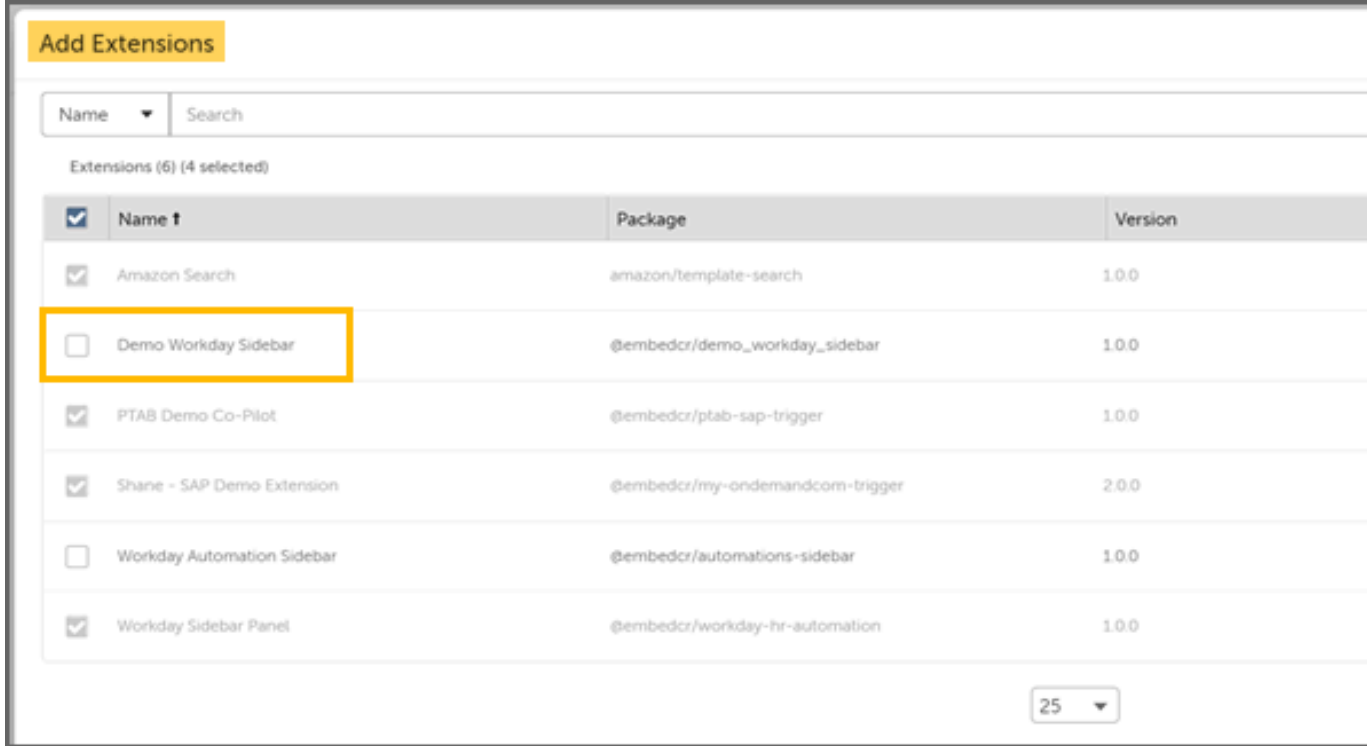 Add Extensions
Name Search
Extensions (6) (4 selected)
Name ↑ Package Version
Amazon Search amazon/template-search 1.0.0
Demo Workday Sidebar @embedcr/demo_workday_sidebar 1.0.0
PTAB Demo Co-Pilot @embedcr/ptab-sap-trigger 1.0.0
Shane - SAP Demo Extension @embedcr/my-ondemandcom-trigger 2.0.0
Workday Automation Sidebar @embedcr/automations-sidebar 1.0.0
Workday Sidebar Panel @embedcr/workday-hr-automation 1.0.0
25